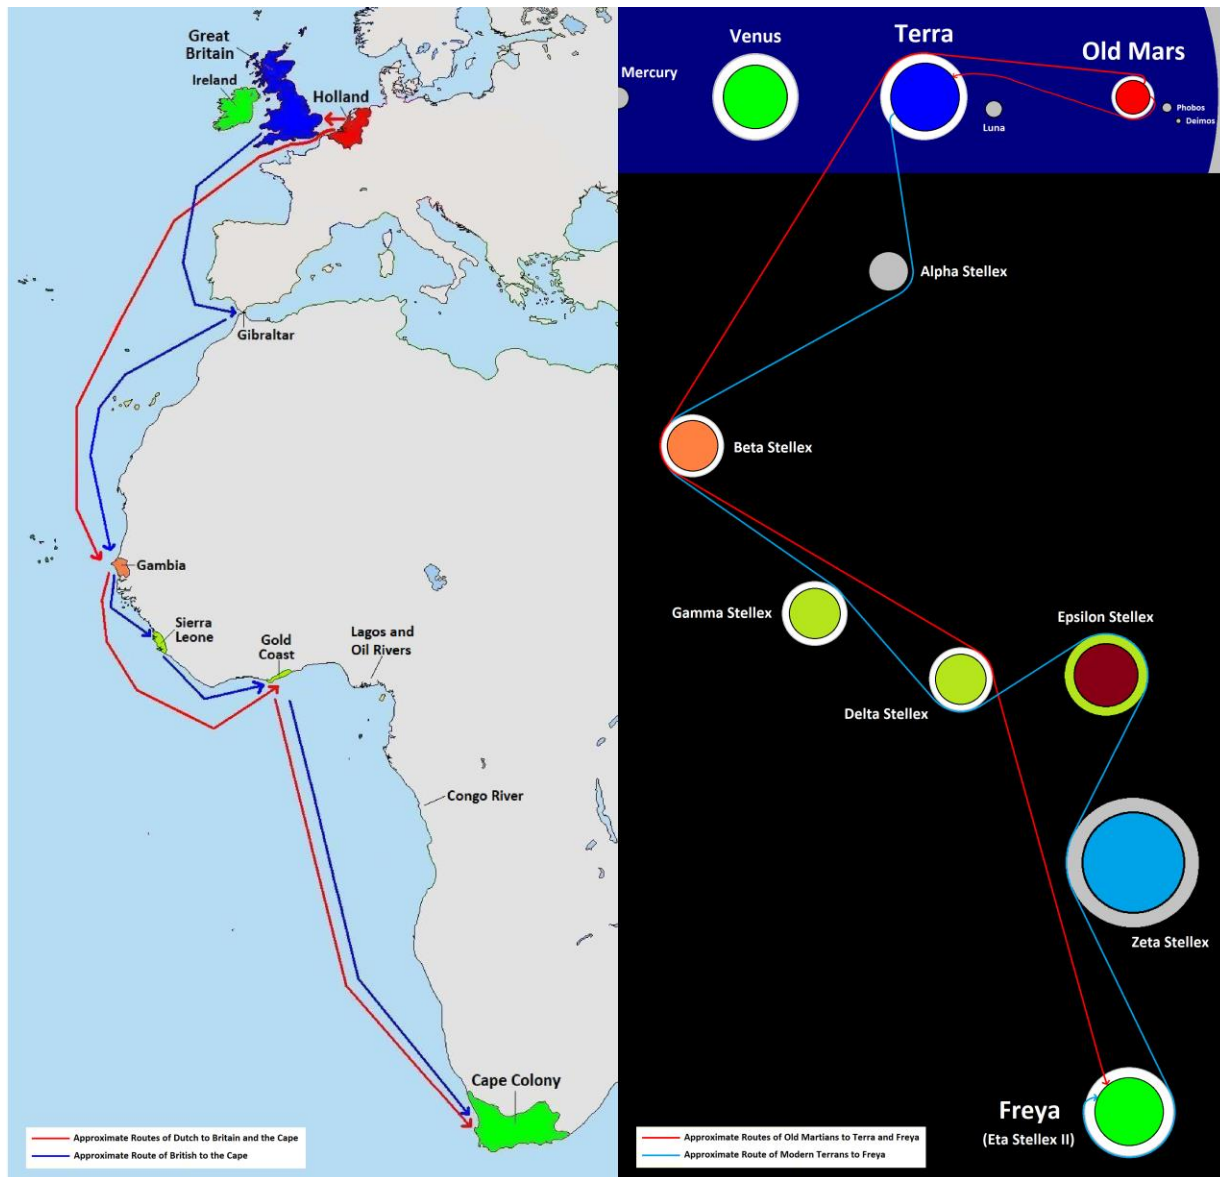 Great
Britain
Ireland
Holland
Gibraltar
Gambia
Sierra
Leone
Gold
Coast
Lagos and
Oil Rivers
Congo River
Cape Colony
Approximate Routes of Dutch to Britain and the Cape
Approximate Route of British to the Cape
Mercury
Venus
Terra
Luna
Old Mars
Phobos
Deimos
Alpha Stellex
Beta Stellex
Gamma Stellex
Delta Stellex
Epsilon Stellex
Zeta Stellex
Freya
(Eta Stellex II)
Approximate Routes of Old Martians to Terra and Freya
Approximate Route of Modern Terrans to Freya